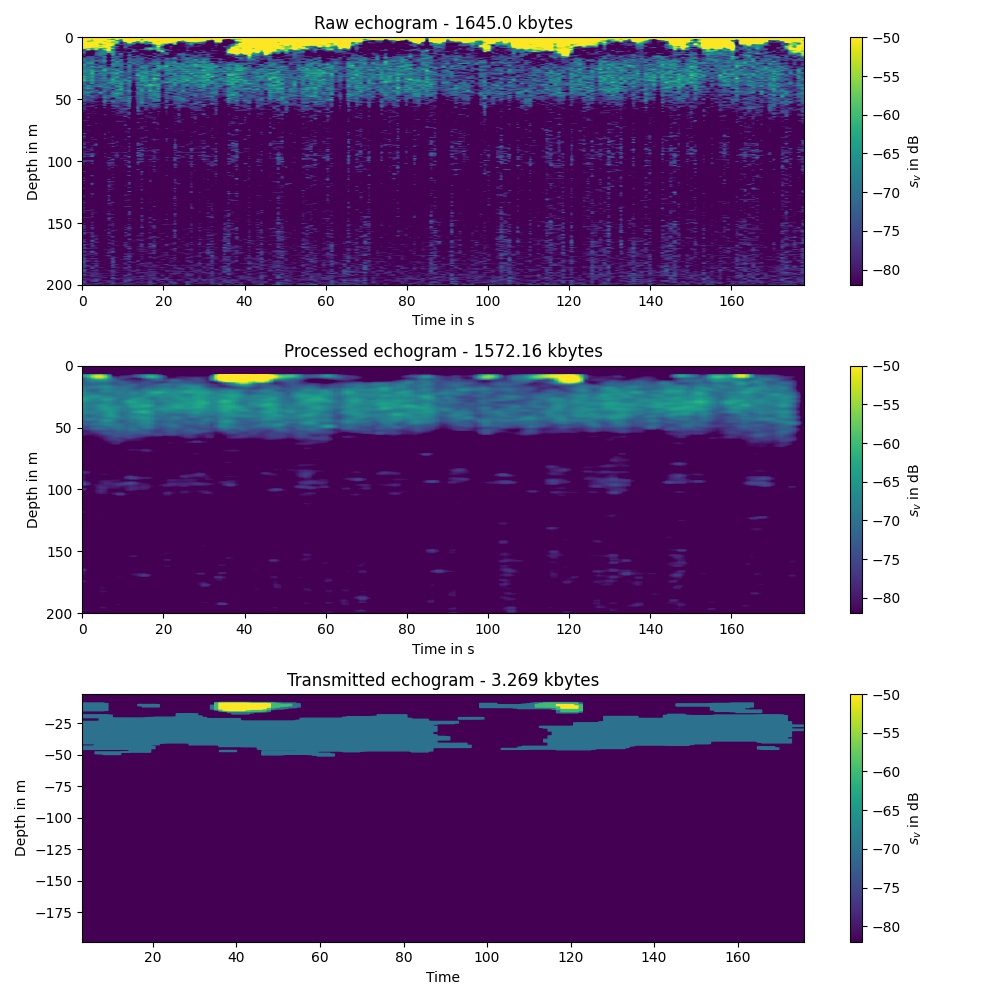 Raw echogram - 1645.0 kbytes
0
50
100
150
200
Depth in m
0 20 40 60 80 100 120 140 160
Time in s
−50
−55
−60
−65
−70
−75
−80
sv in dB
Processed echogram - 1572.16 kbytes
0
50
100
150
200
Depth in m
0 20 40 60 80 100 120 140 160
Time in s
−50
−55
−60
−65
−70
−75
−80
sv in dB
Transmitted echogram - 3.269 kbytes
−25
−50
−75
−100
−125
−150
−175
Depth in m
20 40 60 80 100 120 140 160
Time
−50
−55
−60
−65
−70
−75
−80
sv in dB